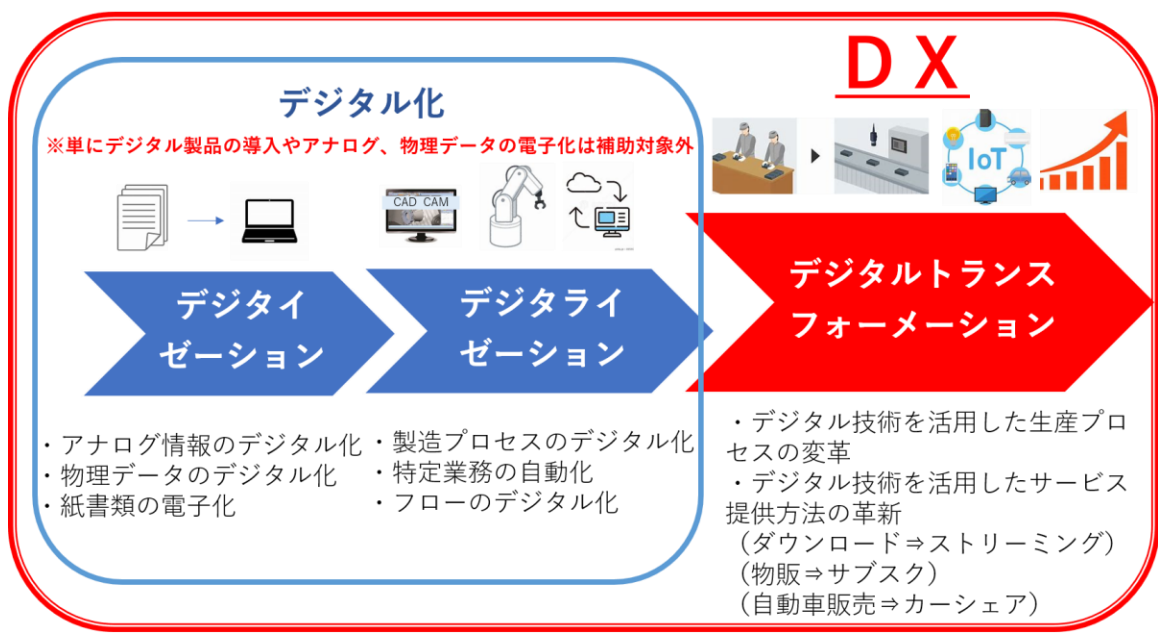 DX
デジタル化
※単にデジタル製品の導入やアナログ、物理データの電子化は補助対象外
CAD CAM
IoT
デジタイ
ゼーション
デジタライ
ゼーション
デジタルトランス
フォーメーション
・アナログ情報のデジタル化
・物理データのデジタル化
・紙書類の電子化
・製造プロセスのデジタル化
・特定業務の自動化
・フローのデジタル化
・デジタル技術を活用した生産プロ
セスの変革
・デジタル技術を活用したサービス
提供方法の革新
（ダウンロード⇒ストリーミング）
（物販⇒サブスク）
（自動車販売⇒カーシェア）